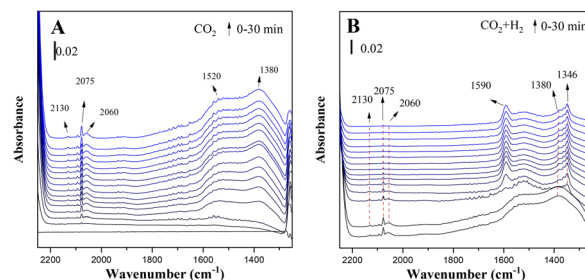 A
CO₂ ↑ 0-30 min
0.02
2130
2075
2060
1520
1380
Absorbance
2200 2000 1800 1600 1400
Wavenumber (cm⁻¹)
B
CO₂+H₂ ↑ 0-30 min
0.02
2130
2075
2060
1590
1380
1346
Absorbance
2200 2000 1800 1600 1400
Wavenumber (cm⁻¹)